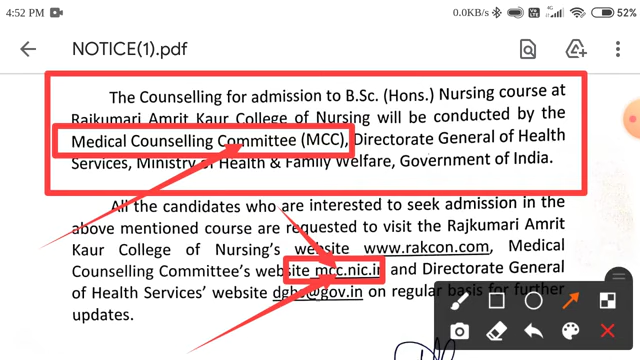 4:52 PM 0.0KB/s 4G 52%
NOTICE(1).pdf
The Counselling for admission to B.Sc. (Hons.) Nursing course at
Rajkumari Amrit Kaur College of Nursing will be conducted by the
Medical Counselling Committee (MCC), Directorate General of Health
Services, Ministry of Health & Family Welfare, Government of India.
All the candidates who are interested to seek admission in the
above mentioned course are requested to visit the Rajkumari Amrit
Kaur College of Nursing's website www.rakcon.com, Medical
Counselling Committee's website mcc.nic.in and Directorate General
of Health Services' website dghs@gov.in on regular basis for further
updates.